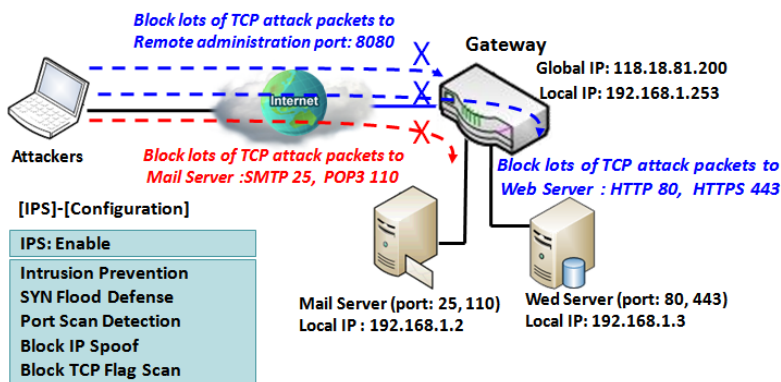 Block lots of TCP attack packets to
Remote administration port: 8080
Gateway
Global IP: 118.18.81.200
Local IP: 192.168.1.253
Internet
Attackers
Block lots of TCP attack packets to
Mail Server :SMTP 25, POP3 110
Block lots of TCP attack packets to
Web Server : HTTP 80, HTTPS 443
[IPS]-[Configuration]
IPS: Enable
Intrusion Prevention
SYN Flood Defense
Port Scan Detection
Block IP Spoof
Block TCP Flag Scan
Mail Server (port: 25, 110)
Local IP : 192.168.1.2
Wed Server (port: 80, 443)
Local IP: 192.168.1.3